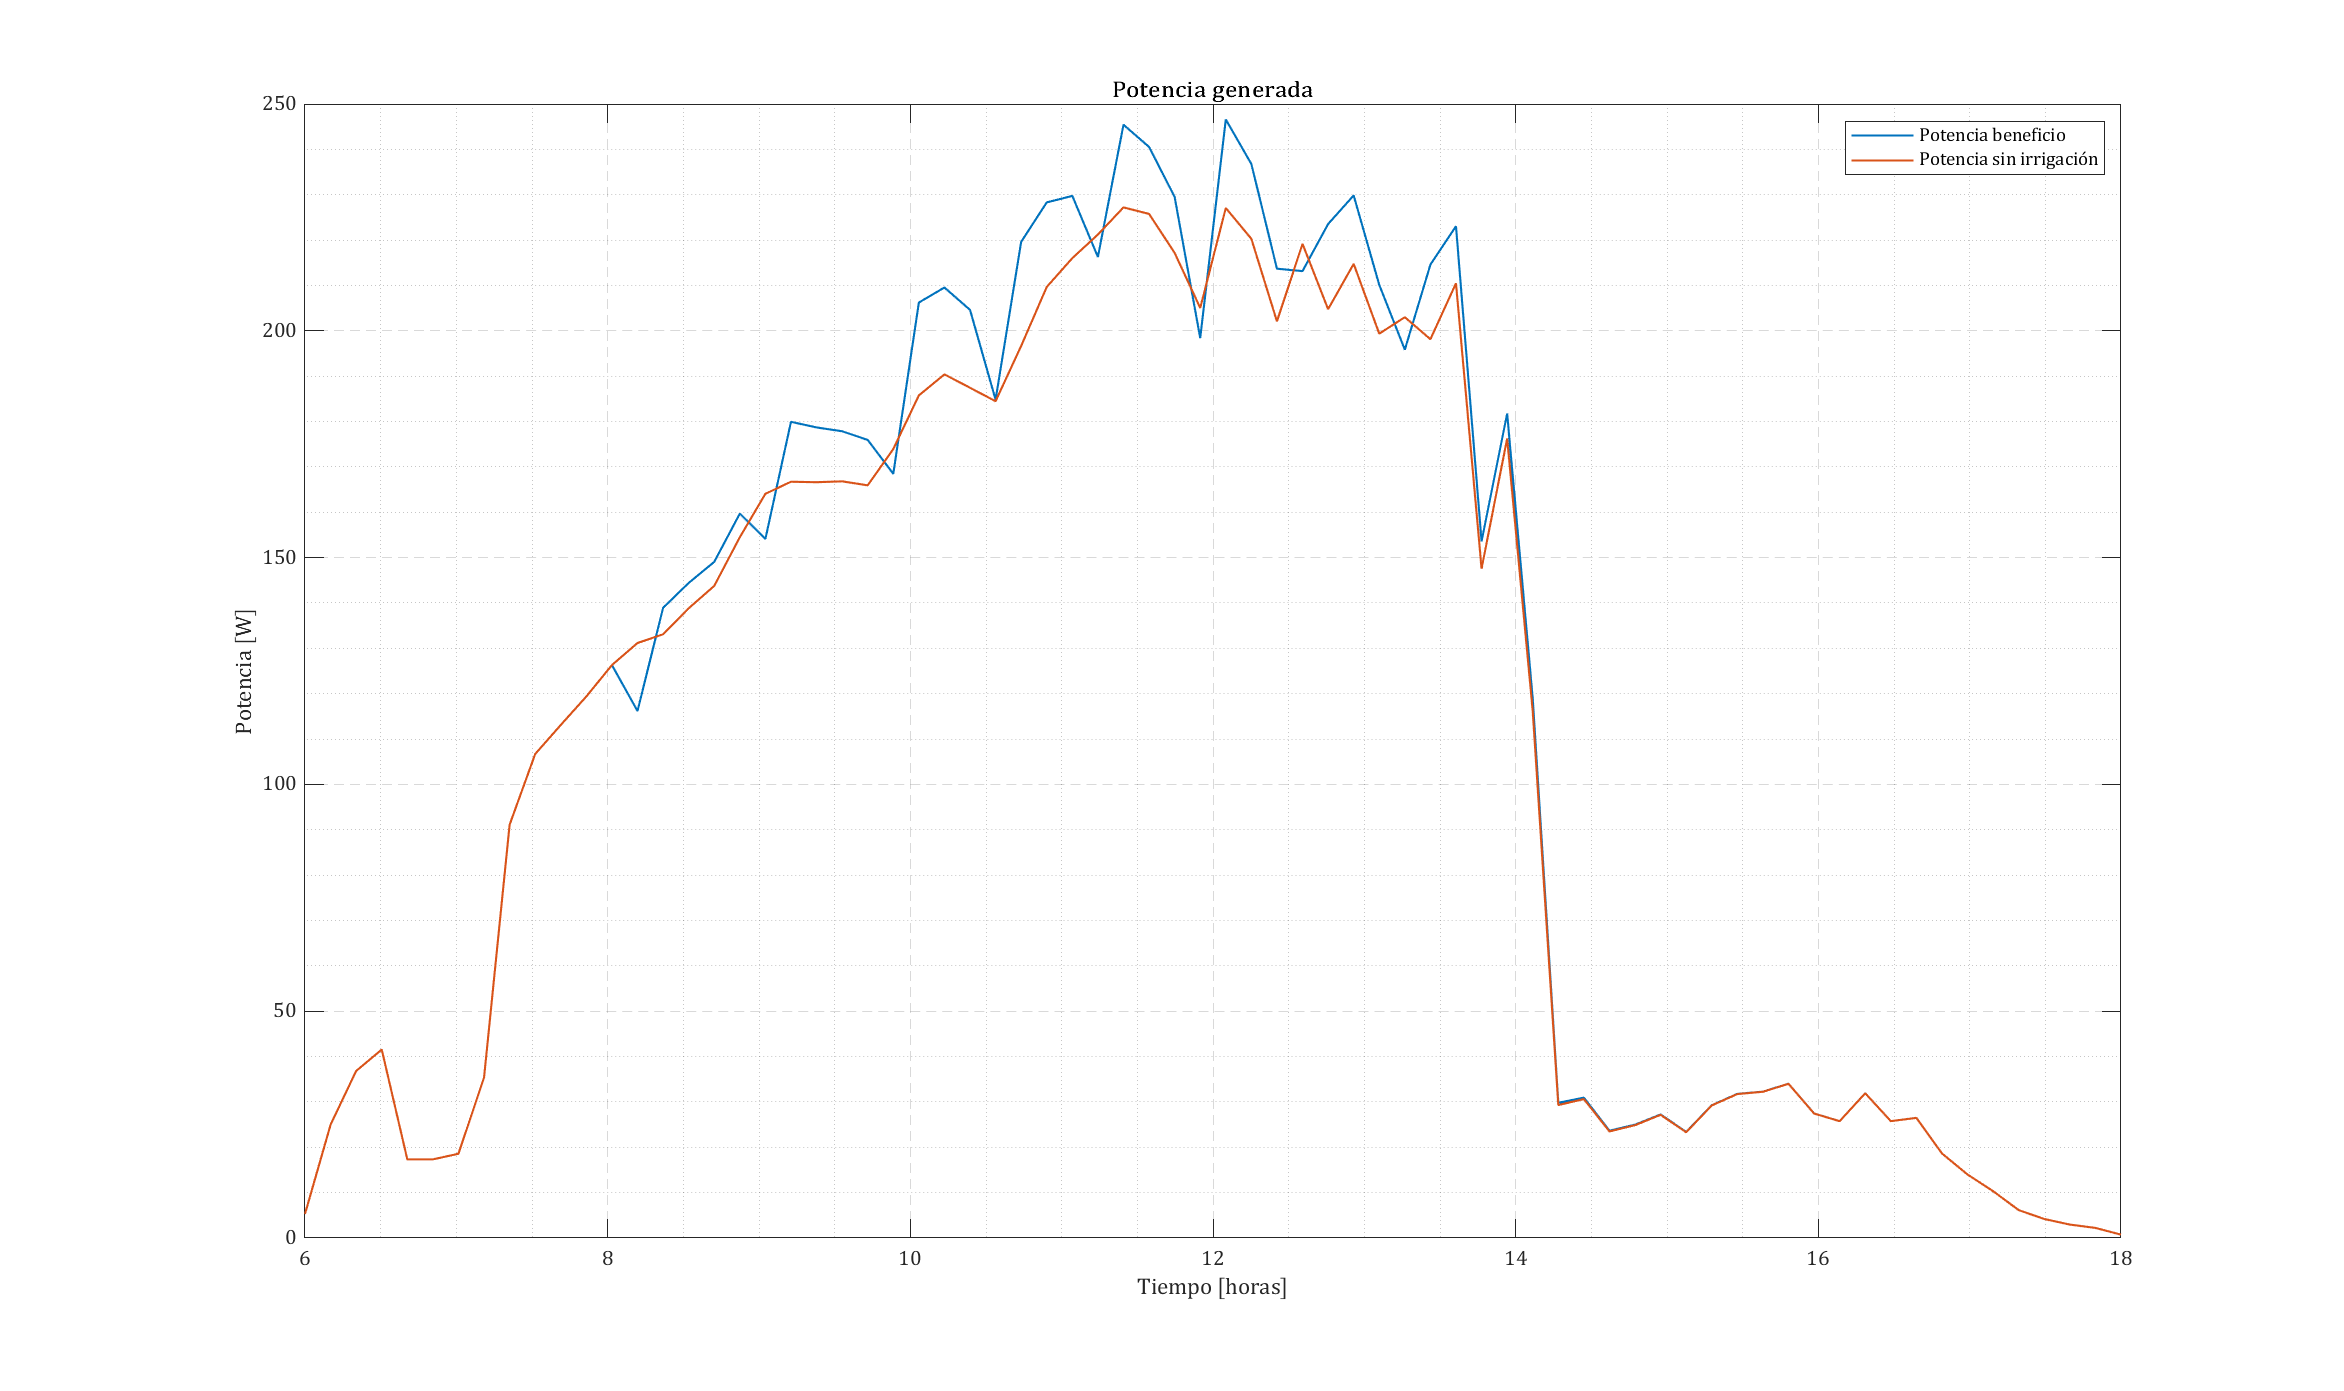 Potencia generada
250
200
150
100
50
0
Potencia [W]
Potencia beneficio
Potencia sin irrigación
6 8 10 12 14 16 18
Tiempo [horas]